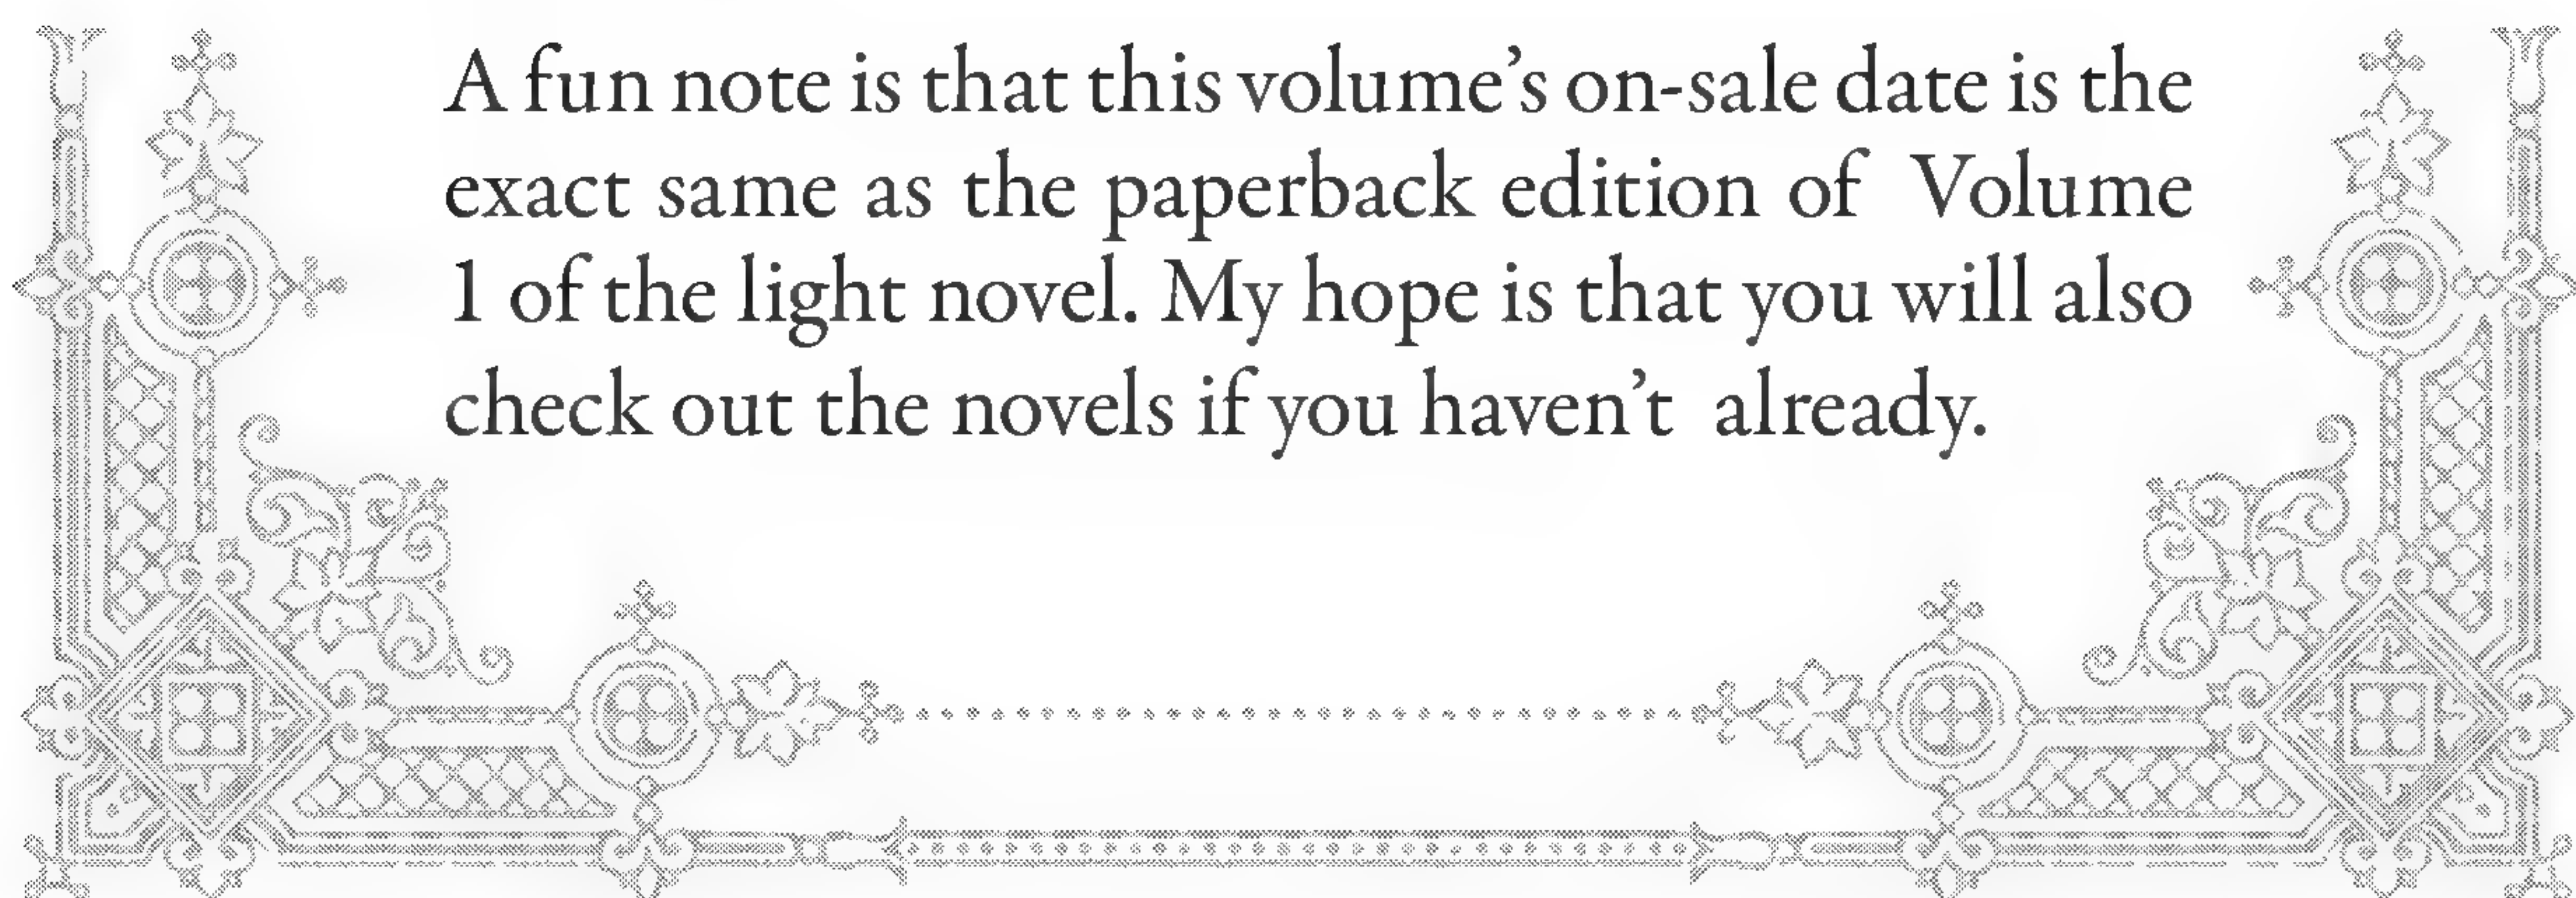 A fun note is that this volume’s on-sale date is the
exact same as the paperback edition of Volume
1 of the light novel. My hope is that you will also
check out the novels if you haven’t already.